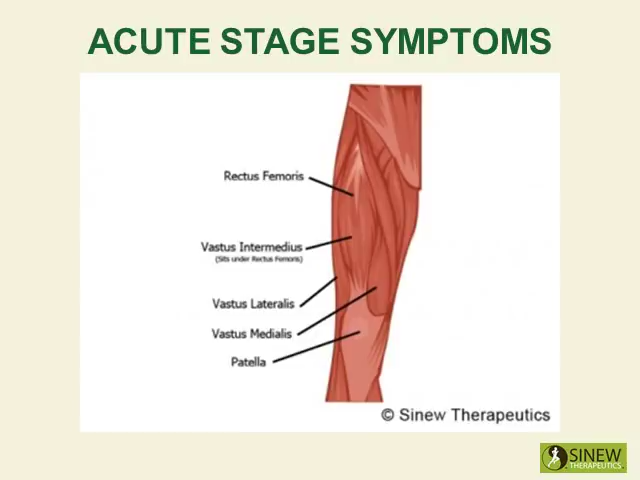 ACUTE STAGE SYMPTOMS
Rectus Femoris
Vastus Intermedius
(Sits under Rectus Femoris)
Vastus Lateralis
Vastus Medialis
Patella
© Sinew Therapeutics
SINEW
THERAPEUTICS